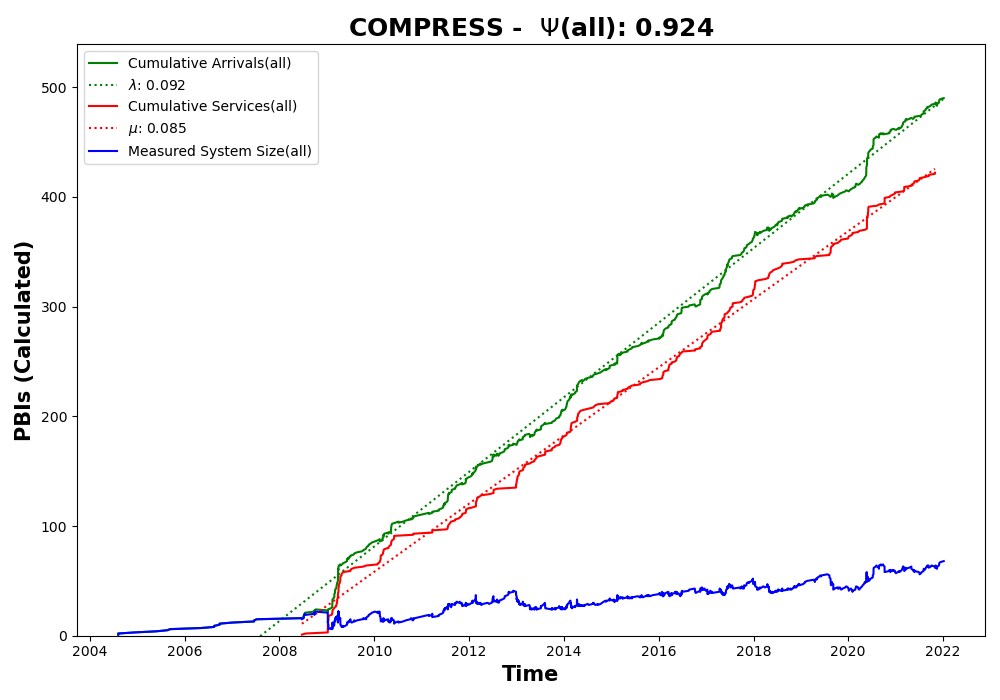 COMPRESS -  Ψ(all): 0.924
Cumulative Arrivals(all)
λ: 0.092
Cumulative Services(all)
μ: 0.085
Measured System Size(all)
PBIs (Calculated)
500
400
300
200
100
0
2004 2006 2008 2010 2012 2014 2016 2018 2020 2022
Time